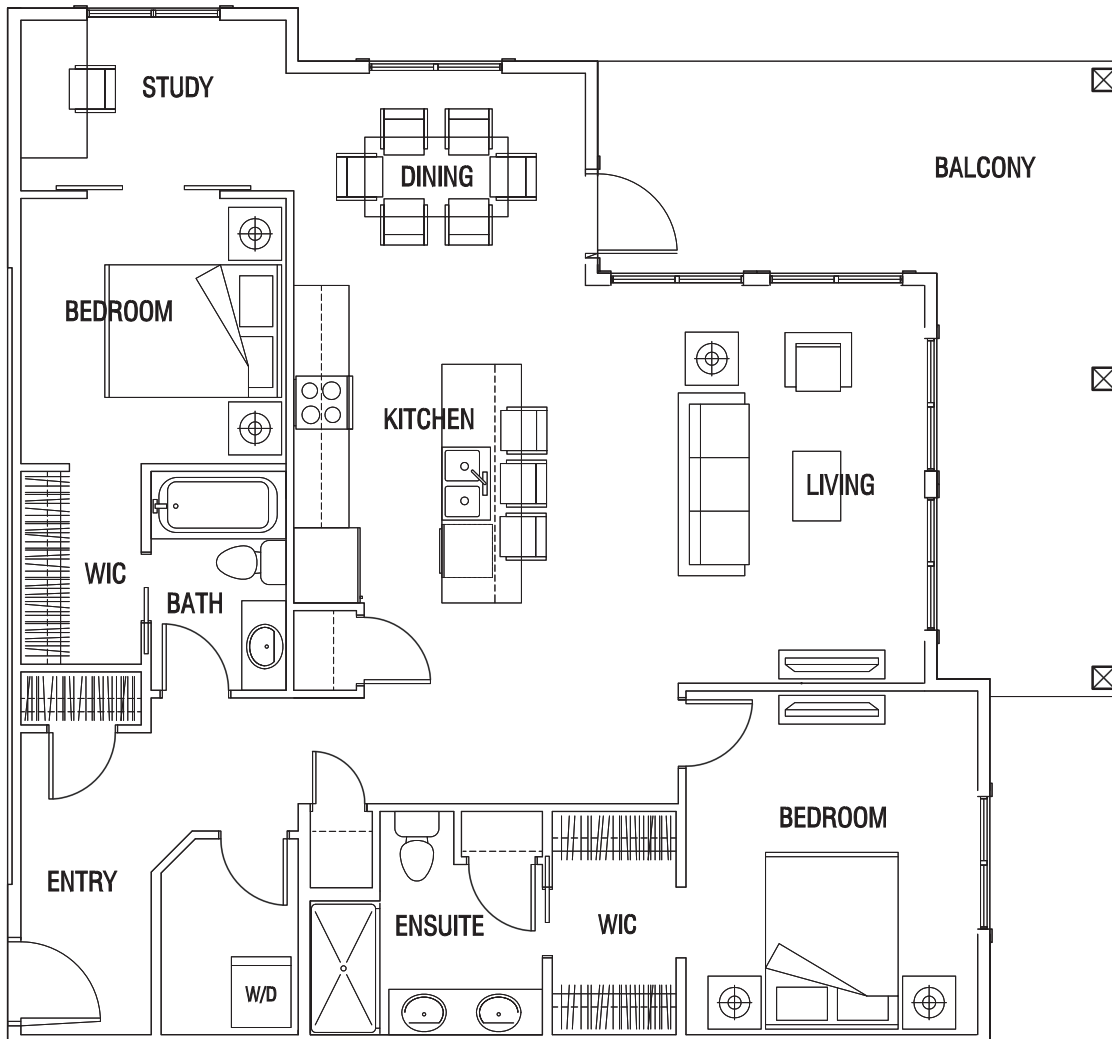 STUDY
DINING
BALCONY
BEDROOM
KITCHEN
LIVING
WIC
BATH
BEDROOM
ENTRY
ENSUITE
WIC
W/D